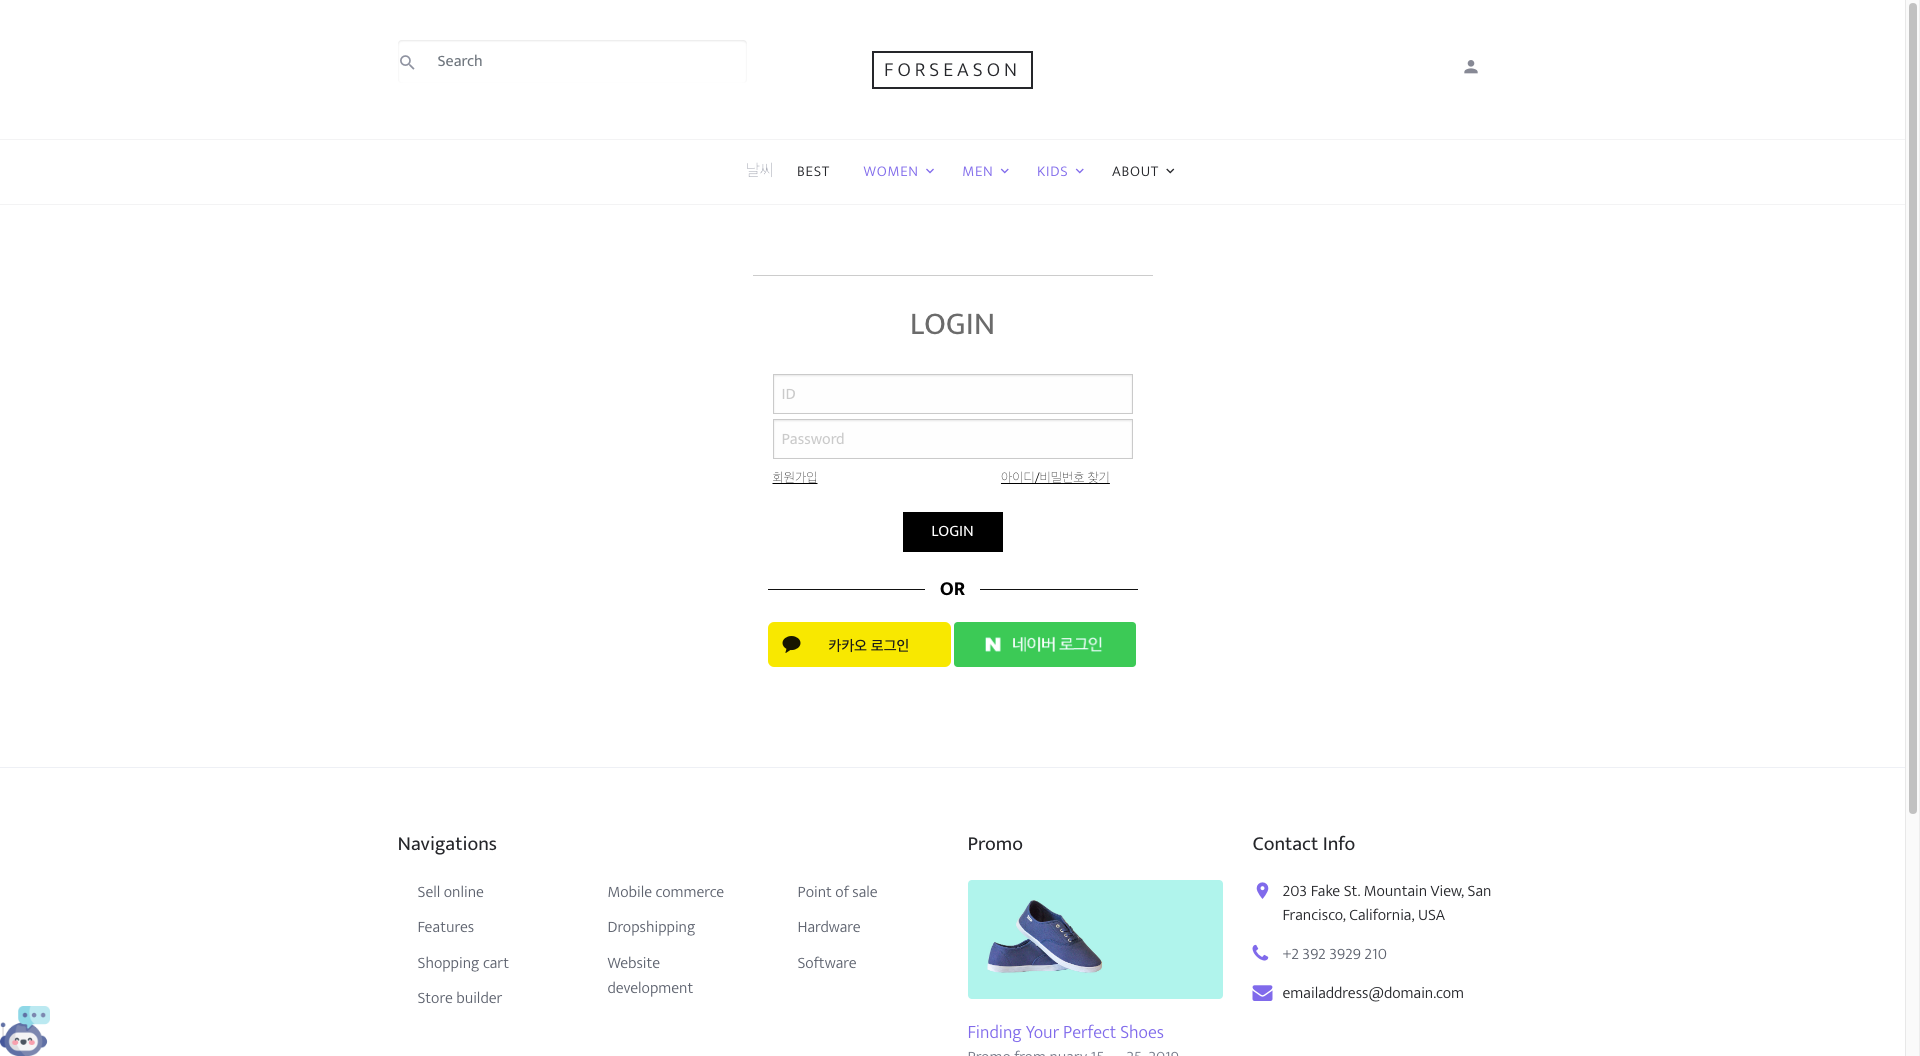 Search
FORSEASON
날씨 BEST WOMEN MEN KIDS ABOUT
LOGIN
ID
Password
회원가입 아이디/비밀번호 찾기
LOGIN
OR
카카오 로그인
N 네이버 로그인
Navigations
Sell online
Features
Shopping cart
Store builder
Mobile commerce
Dropshipping
Website
development
Point of sale
Hardware
Software
Promo
Finding Your Perfect Shoes
Promo from nuary 15 — 25, 2019
Contact Info
203 Fake St. Mountain View, San
Francisco, California, USA
+2 392 3929 210
emailaddress@domain.com